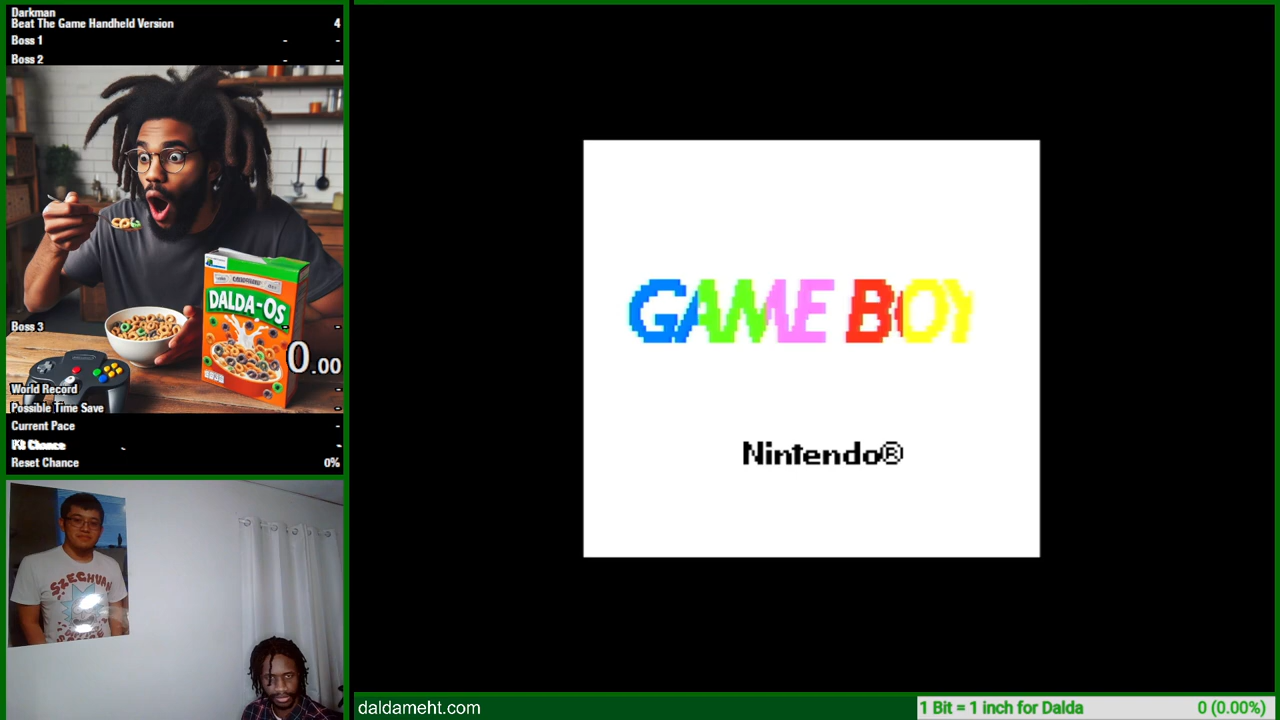 Darkman
Beat The Game Handheld Version 4
Boss 1 - -
Boss 2 - -
DALDA-OS
Boss 3 -
0.00
World Record -
Possible Time Save -
Current Pace -
Reset Chance 0%
SZECHUAN
GAME BOY
Nintendo®
daldameht.com
1 Bit = 1 inch for Dalda 0 (0.00%)